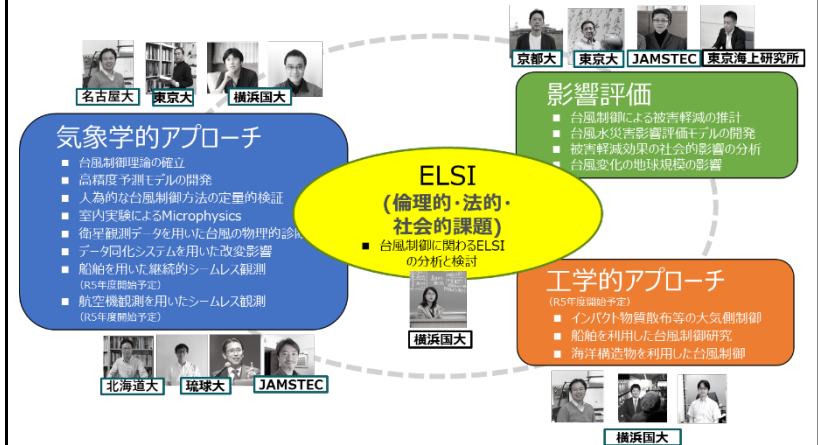 京都大
東京大
JAMSTEC
東京海上研究所
名古屋大
東京大
横浜国大
影響評価
■ 台風制御による被害軽減の推計
■ 台風水災害影響評価モデルの開発
■ 被害軽減効果の社会的影響の分析
■ 台風変化の地球規模の影響
気象学的アプローチ
■ 台風制御理論の確立
■ 高精度予測モデルの開発
■ 人為的な台風制御方法の定量的検証
■ 室内実験によるMicrophysics
■ 衛星観測データを用いた台風の物理的診
■ データ同化システムを用いた改変影響
■ 船舶を用いた継続的シームレス観測
(R5年度開始予定)
■ 航空機観測を用いたシームレス観測
(R5年度開始予定)
ELSI
(倫理的・法的・
社会的課題)
■ 台風制御に関わるELSI
の分析と検討
横浜国大
工学的アプローチ
(R5年度開始予定)
■ インパクト物質散布等の大気側制御
■ 船舶を利用した台風制御研究
■ 海洋構造物を利用した台風制御
北海道大
琉球大
JAMSTEC
横浜国大